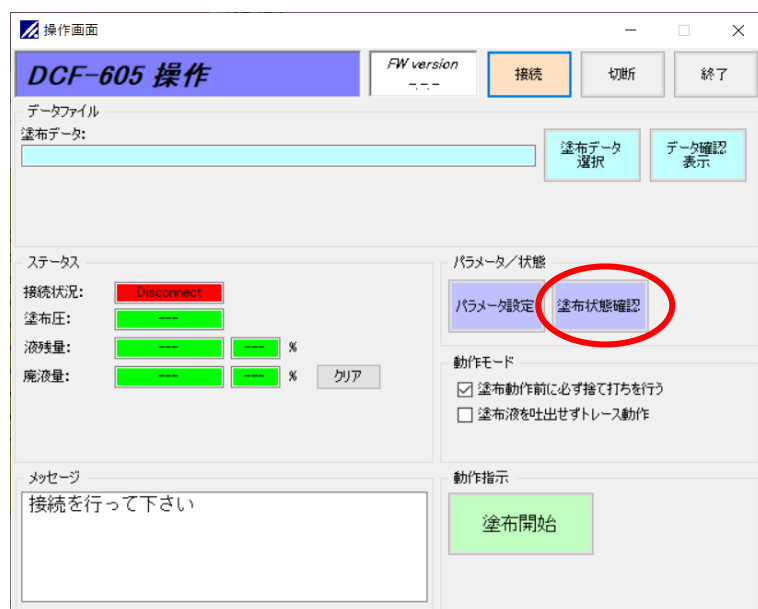 操作画面
DCF-605 操作
FW version
-.-.-
接続
切断
終了
データファイル
塗布データ:
塗布データ
選択
データ確認
表示
ステータス
接続状況:
Disconnect
塗布圧:
---
液残量:
---
---
%
廃液量:
---
---
%
クリア
パラメータ/状態
パラメータ設定
塗布状態確認
動作モード
塗布動作前に必ず捨て打ちを行う
塗布液を吐出せずトレース動作
メッセージ
接続を行って下さい
動作指示
塗布開始